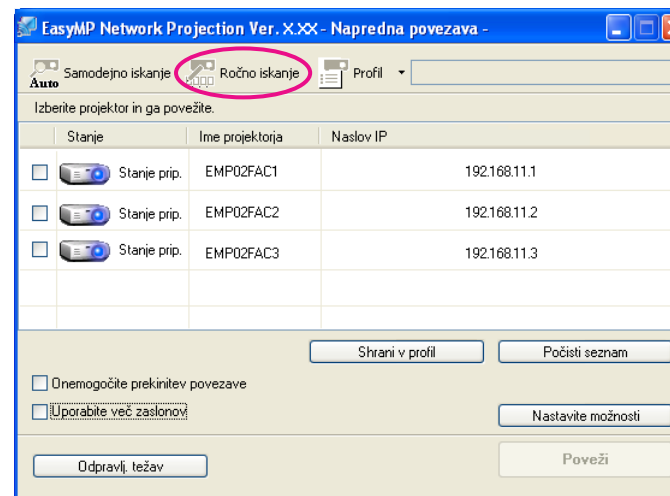 EasyMP Network Projection Ver. X.XX - Napredna povezava -
Auto Samodejno iskanje Ročno iskanje Profil
Izberite projektor in ga povežite.
Stanje Ime projektorja Naslov IP
Stanje prip. EMP02FAC1 192.168.11.1
Stanje prip. EMP02FAC2 192.168.11.2
Stanje prip. EMP02FAC3 192.168.11.3
Shrani v profil Počisti seznam
Onemogočite prekinitev povezave
Uporabite več zaslonov
Nastavite možnosti
Odpravlj. težav Poveži